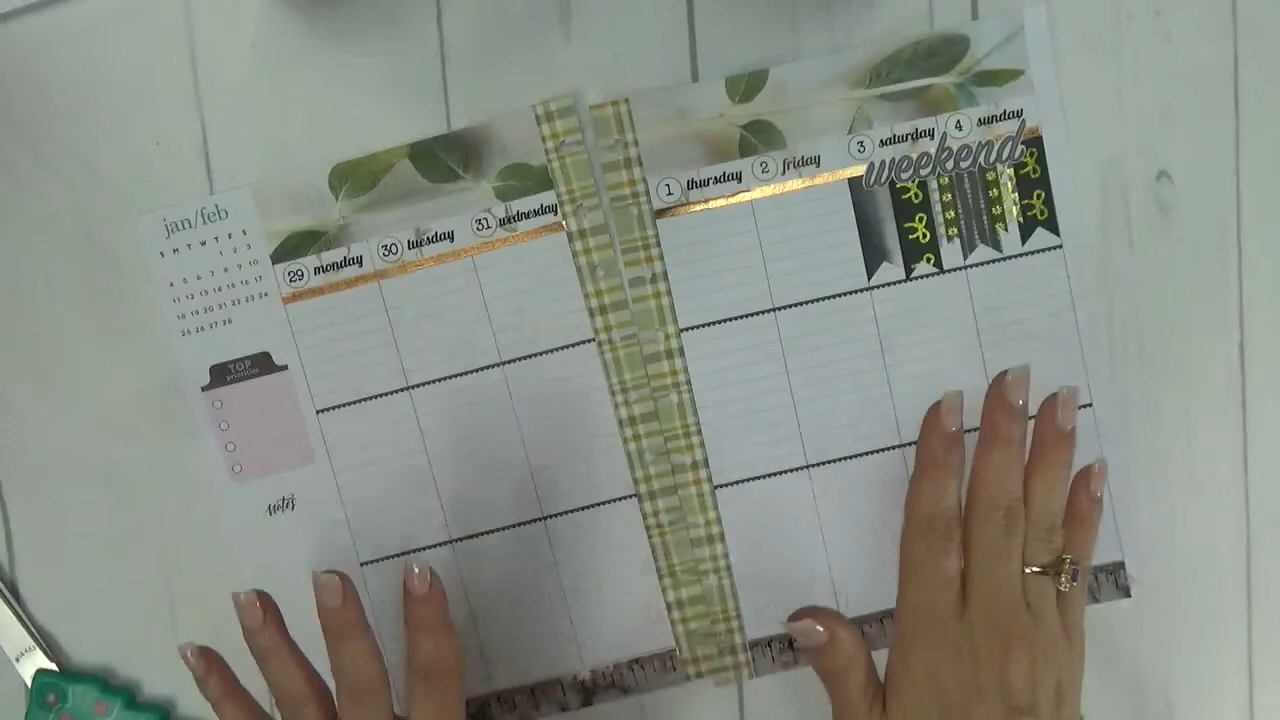 jan/feb
S M T W T F S
1 2 3
4 5 6 7 8 9 10
11 12 13 14 15 16 17
18 19 20 21 22 23 24
25 26 27 28
TOP
priorities
notes
29 monday
30 tuesday
31 wednesday
1 thursday
2 friday
3 saturday
4 sunday
weekend